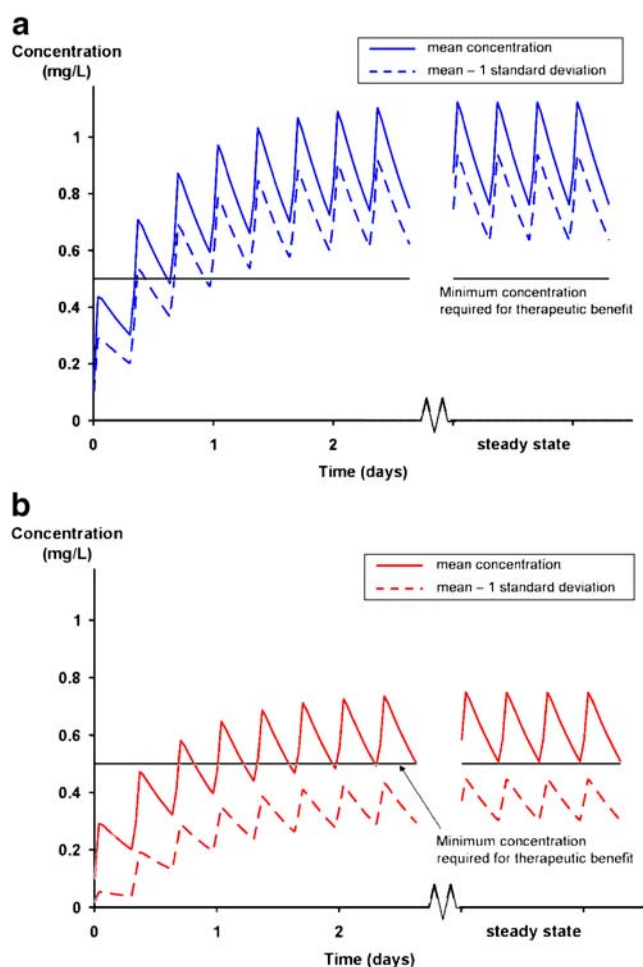 a
Concentration
(mg/L)
mean concentration
mean – 1 standard deviation
1
0.8
0.6
0.4
0.2
0
Minimum concentration
required for therapeutic benefit
0
1
2
steady state
Time (days)
b
Concentration
(mg/L)
mean concentration
mean – 1 standard deviation
1
0.8
0.6
0.4
0.2
0
Minimum concentration
required for therapeutic benefit
0
1
2
steady state
Time (days)